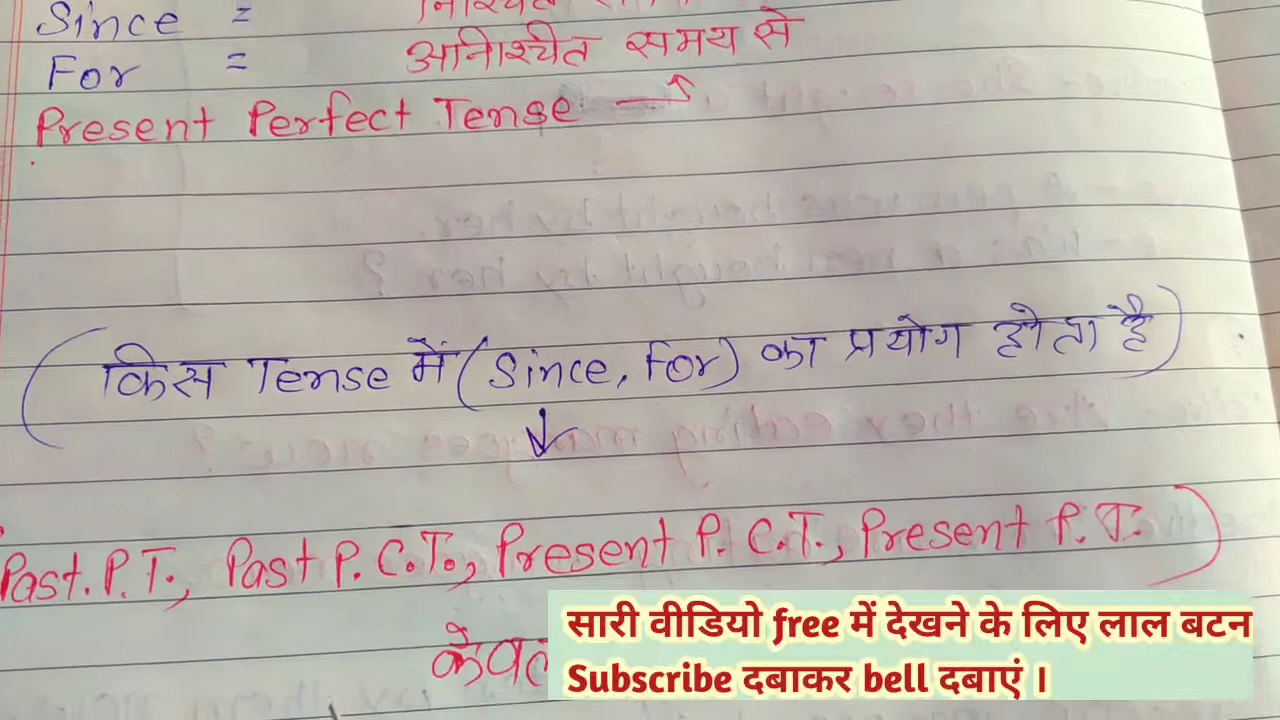 Since =
For = अनिश्चीत समय से
Present Perfect Tense →
(किस Tense में (Since, For) का प्रयोग होता है)
↓
Past. P.T., Past P. C.T., Present P. C.T., Present P.T.)
सारी वीडियो free में देखने के लिए लाल बटन
Subscribe दबाकर bell दबाएं ।